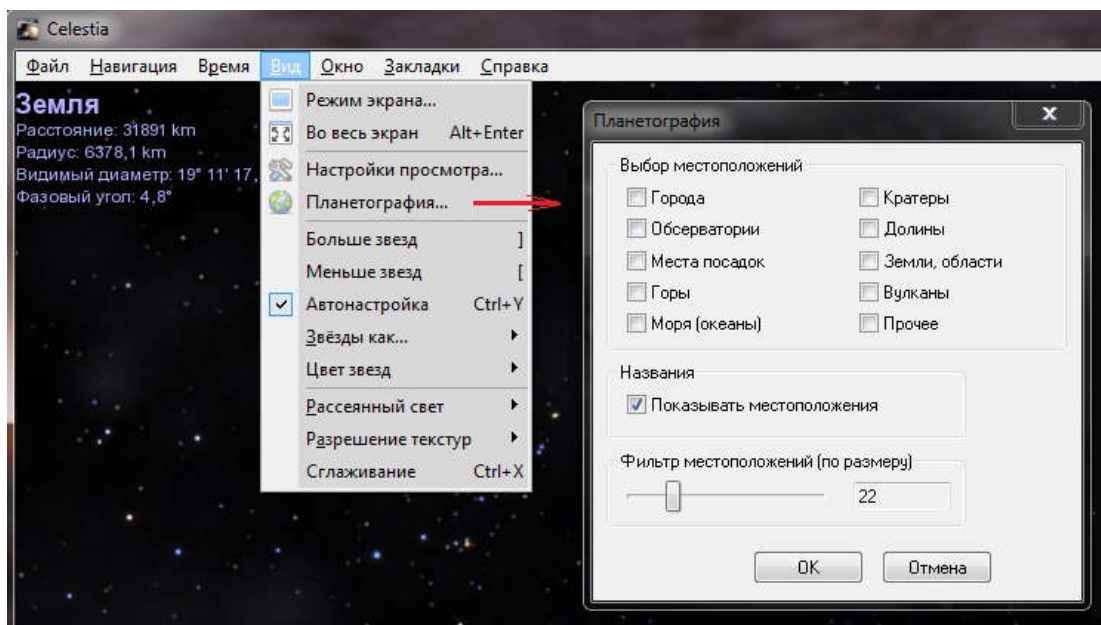 Celestia
Файл Навигация Время Вид Окно Закладки Справка
Земля
Расстояние: 31891 km
Радиус: 6378,1 km
Видимый диаметр: 19° 11' 17,
Фазовый угол: 4,8°
Режим экрана...
Во весь экран Alt+Enter
Настройки просмотра...
Планетография...
Больше звезд ]
Меньше звезд [
Автонастройка Ctrl+Y
Звёзды как...
Цвет звезд
Рассеянный свет
Разрешение текстур
Сглаживание Ctrl+X
Планетография
Выбор местоположений
Города Кратеры
Обсерватории Долины
Места посадок Земли, области
Горы Вулканы
Моря (океаны) Прочее
Названия
Показывать местоположения
Фильтр местоположений (по размеру)
22
OK Отмена